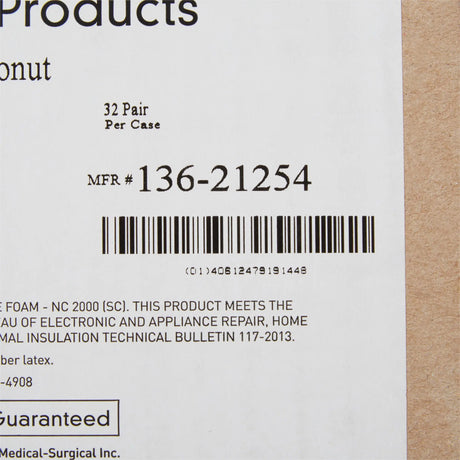 Products
onut
32 Pair
Per Case
MFR # 136-21254
(01)40612479191448
E FOAM - NC 2000 (SC). THIS PRODUCT MEETS THE
AU OF ELECTRONIC AND APPLIANCE REPAIR, HOME
MAL INSULATION TECHNICAL BULLETIN 117-2013.
ber latex.
-4908
Guaranteed
Medical-Surgical Inc.